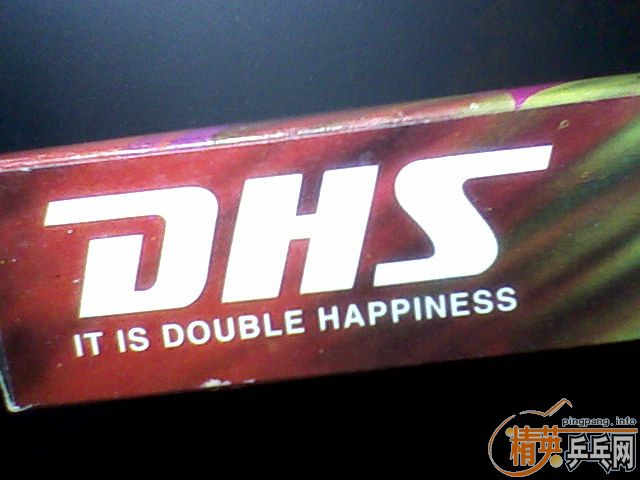 DHS
IT IS DOUBLE HAPPINESS
pingpang.info
精英乒乓网